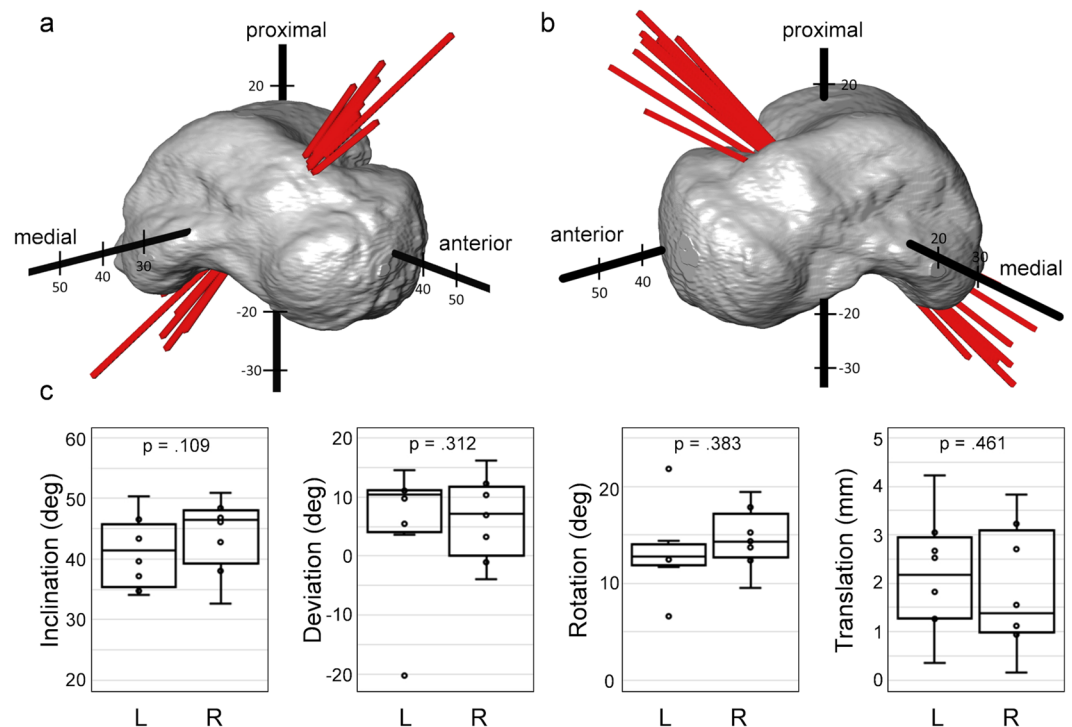 a
proximal
20
medial
30
40
50
anterior
40
50
-20
-30
b
proximal
20
anterior
50
40
20
30
medial
-20
-30
c
Inclination (deg)
p = .109
60
50
40
30
20
L R
Deviation (deg)
p = .312
20
10
0
-10
-20
L R
Rotation (deg)
p = .383
20
10
0
L R
Translation (mm)
p = .461
5
4
3
2
1
0
L R